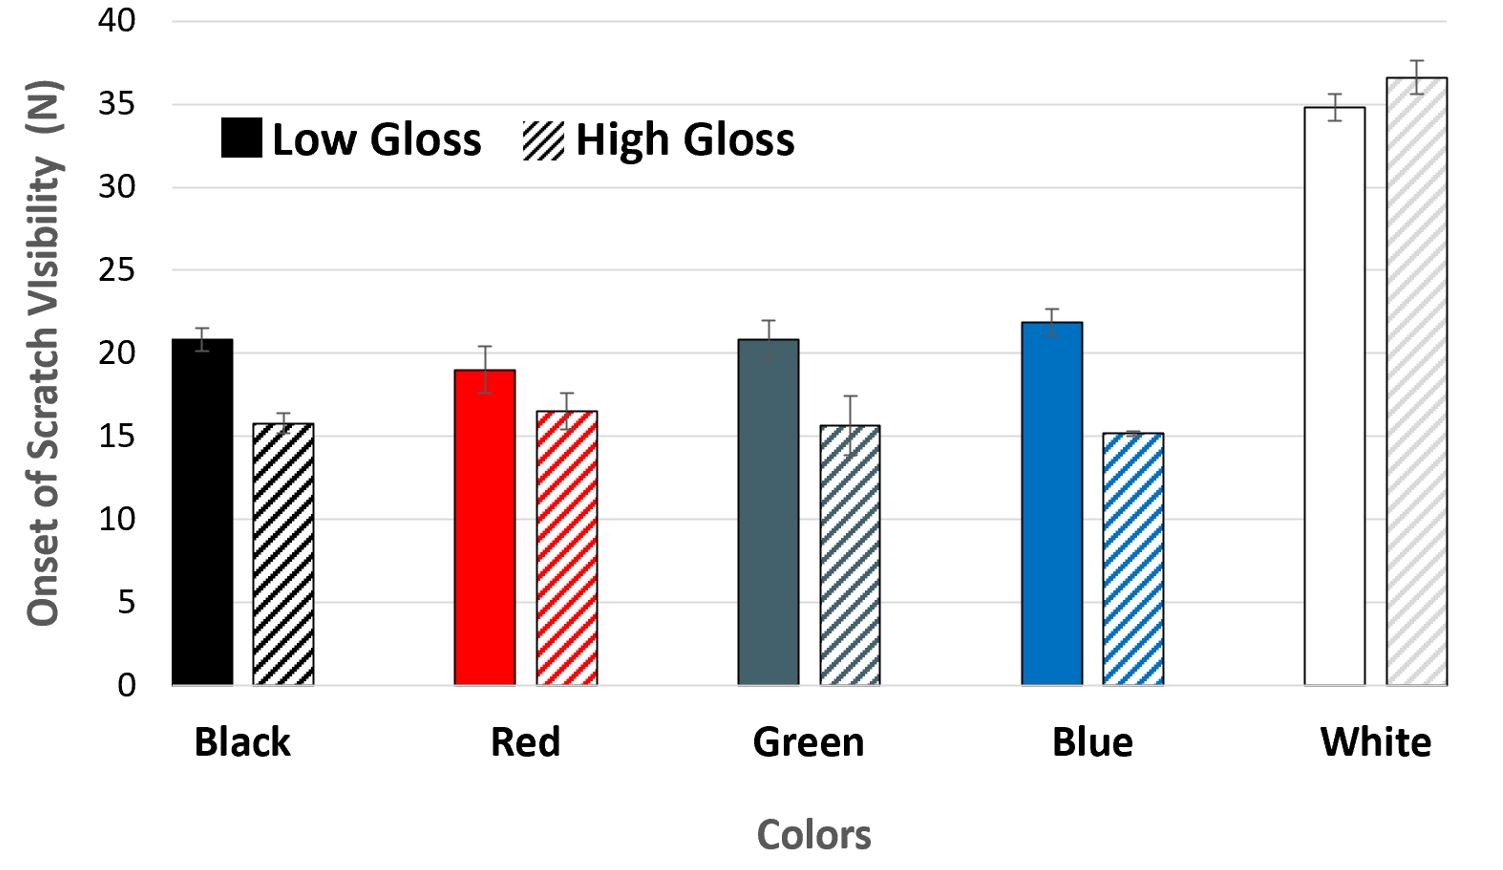 40
35
30
25
20
15
10
5
0
Onset of Scratch VIsibility (N)
Low Gloss
High Gloss
Black
Red
Green
Blue
White
Colors